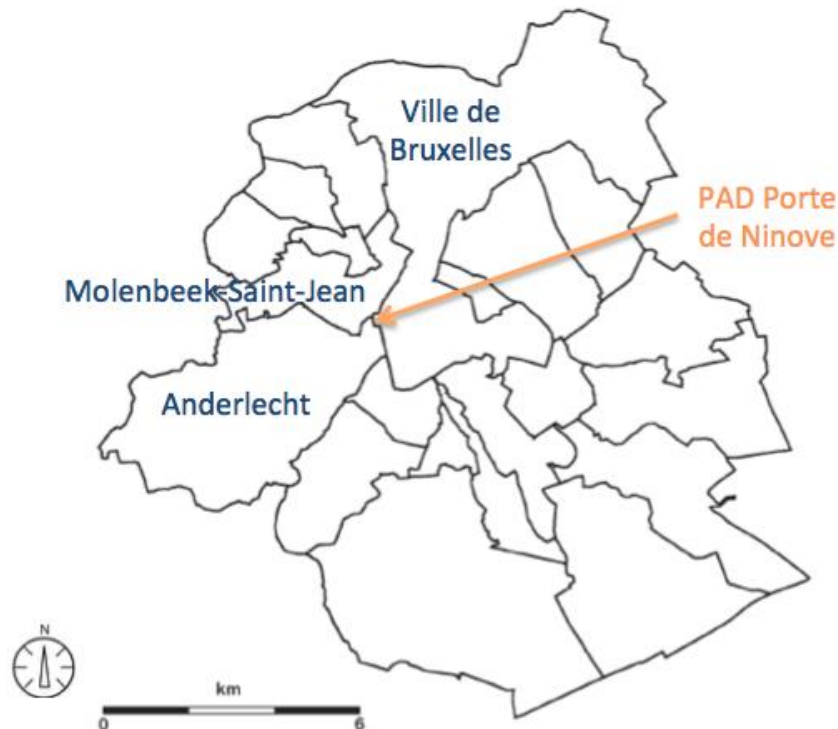 Ville de
Bruxelles
PAD Porte
de Ninove
Molenbeek-Saint-Jean
Anderlecht
N
km
0
6